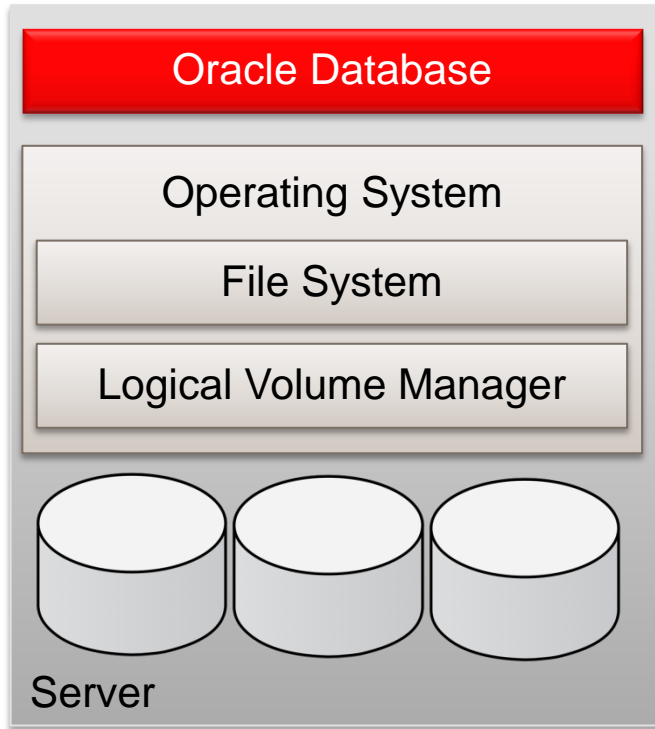 Oracle Database
Operating System
File System
Logical Volume Manager
Server